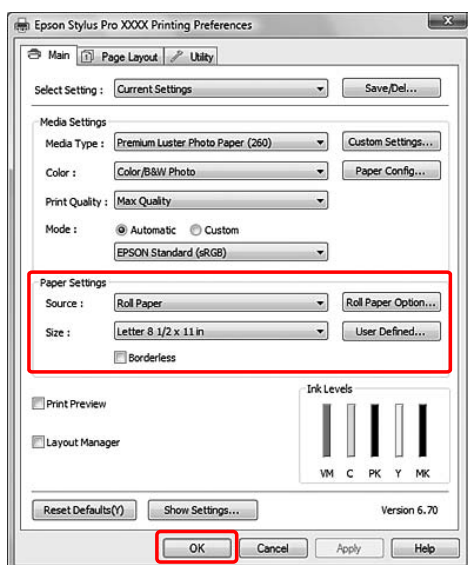 Epson Stylus Pro XXXX Printing Preferences
Main Page Layout Utility
Select Setting : Current Settings Save/Del...
Media Settings
Media Type : Premium Luster Photo Paper (260) Custom Settings...
Color : Color/B&W Photo Paper Config...
Print Quality : Max Quality
Mode : Automatic Custom
EPSON Standard (sRGB)
Paper Settings
Source : Roll Paper Roll Paper Option...
Size : Letter 8 1/2 x 11 in User Defined...
Borderless
Print Preview
Layout Manager
Ink Levels
VM C PK Y MK
Reset Defaults(Y) Show Settings... Version 6.70
OK Cancel Apply Help